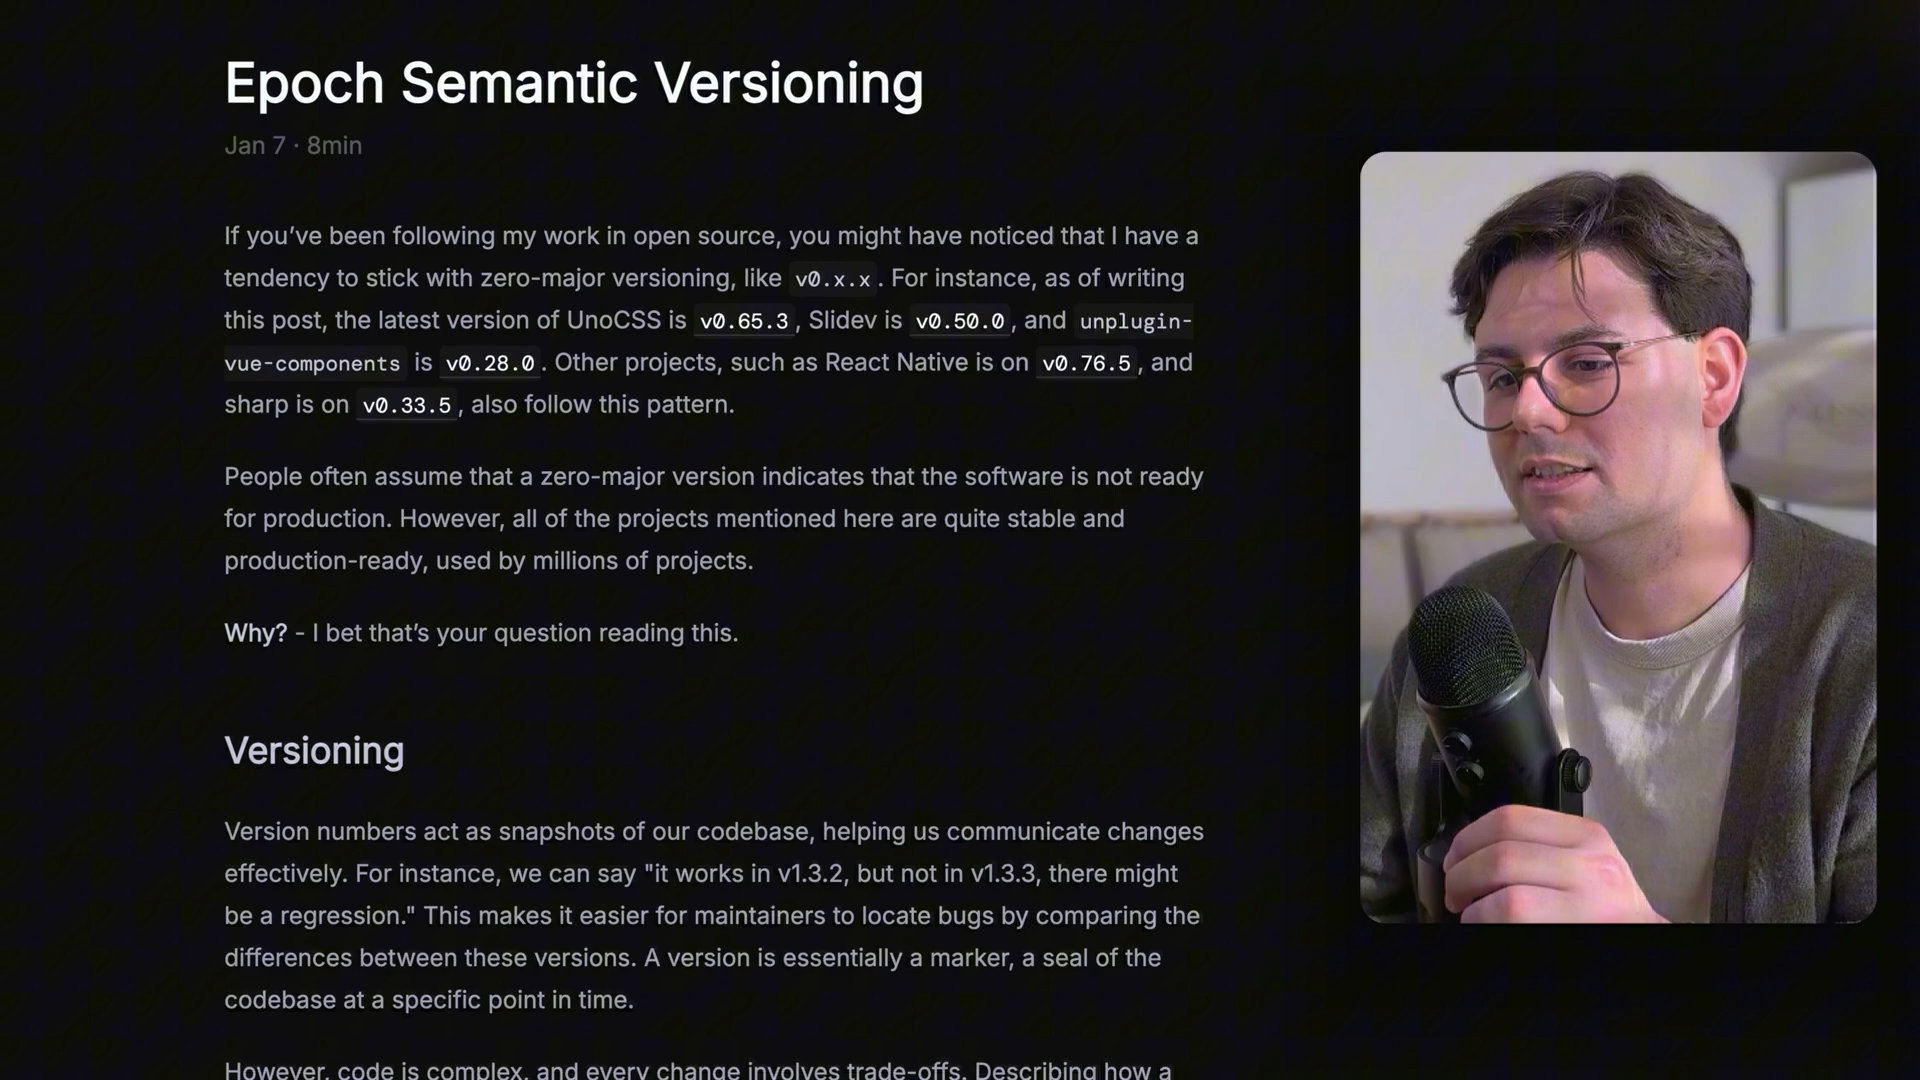 Epoch Semantic Versioning
Jan 7 · 8min
If you’ve been following my work in open source, you might have noticed that I have a
tendency to stick with zero-major versioning, like v0.x.x. For instance, as of writing
this post, the latest version of UnoCSS is v0.65.3, Slidev is v0.50.0, and unplugin-
vue-components is v0.28.0. Other projects, such as React Native is on v0.76.5, and
sharp is on v0.33.5, also follow this pattern.
People often assume that a zero-major version indicates that the software is not ready
for production. However, all of the projects mentioned here are quite stable and
production-ready, used by millions of projects.
Why? - I bet that’s your question reading this.
Versioning
Version numbers act as snapshots of our codebase, helping us communicate changes
effectively. For instance, we can say "it works in v1.3.2, but not in v1.3.3, there might
be a regression." This makes it easier for maintainers to locate bugs by comparing the
differences between these versions. A version is essentially a marker, a seal of the
codebase at a specific point in time.
However, code is complex, and every change involves trade-offs. Describing how a